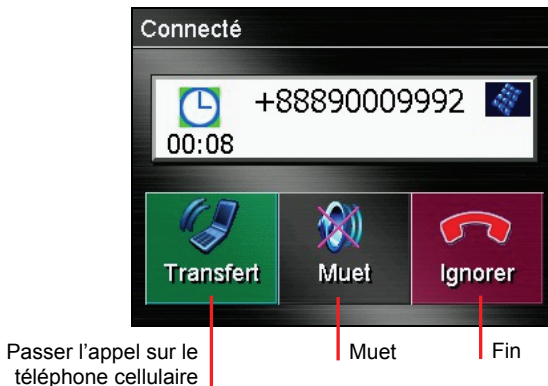 Connecté
+88890009992
00:08
Transfert
Muet
Ignorer
Passer l’appel sur le
téléphone cellulaire
Muet
Fin